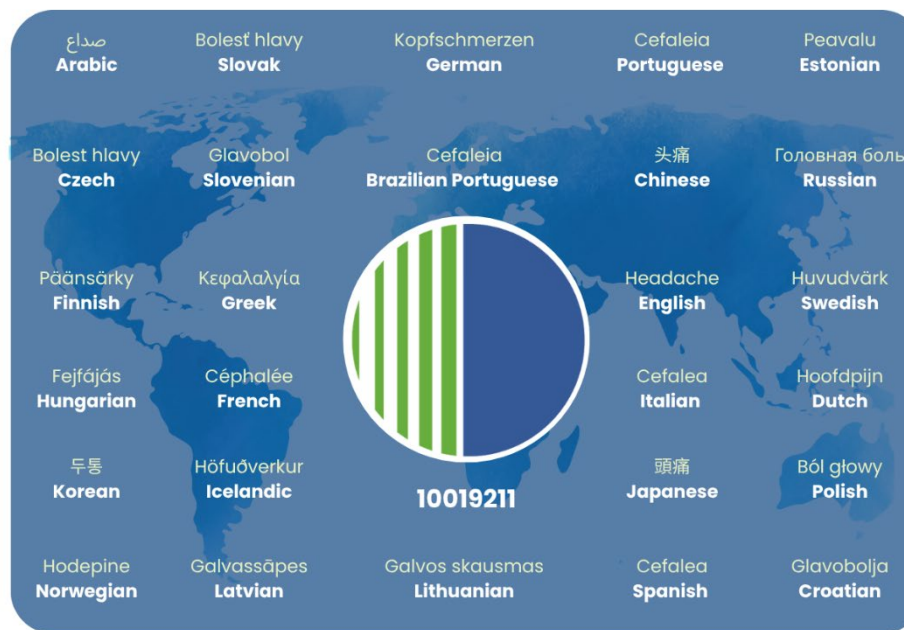 صداع
Arabic
Bolesť hlavy
Slovak
Kopfschmerzen
German
Cefaleia
Portuguese
Peavalu
Estonian
Bolest hlavy
Czech
Glavobol
Slovenian
Cefaleia
Brazilian Portuguese
头痛
Chinese
Головная боль
Russian
Päänsärky
Finnish
Κεφαλαλγία
Greek
Headache
English
Huvudvärk
Swedish
Fejfájás
Hungarian
Céphalée
French
Cefalea
Italian
Hoofdpijn
Dutch
두통
Korean
Höfuðverkur
Icelandic
10019211
頭痛
Japanese
Ból głowy
Polish
Hodepine
Norwegian
Galvassāpes
Latvian
Galvos skausmas
Lithuanian
Cefalea
Spanish
Glavobolja
Croatian